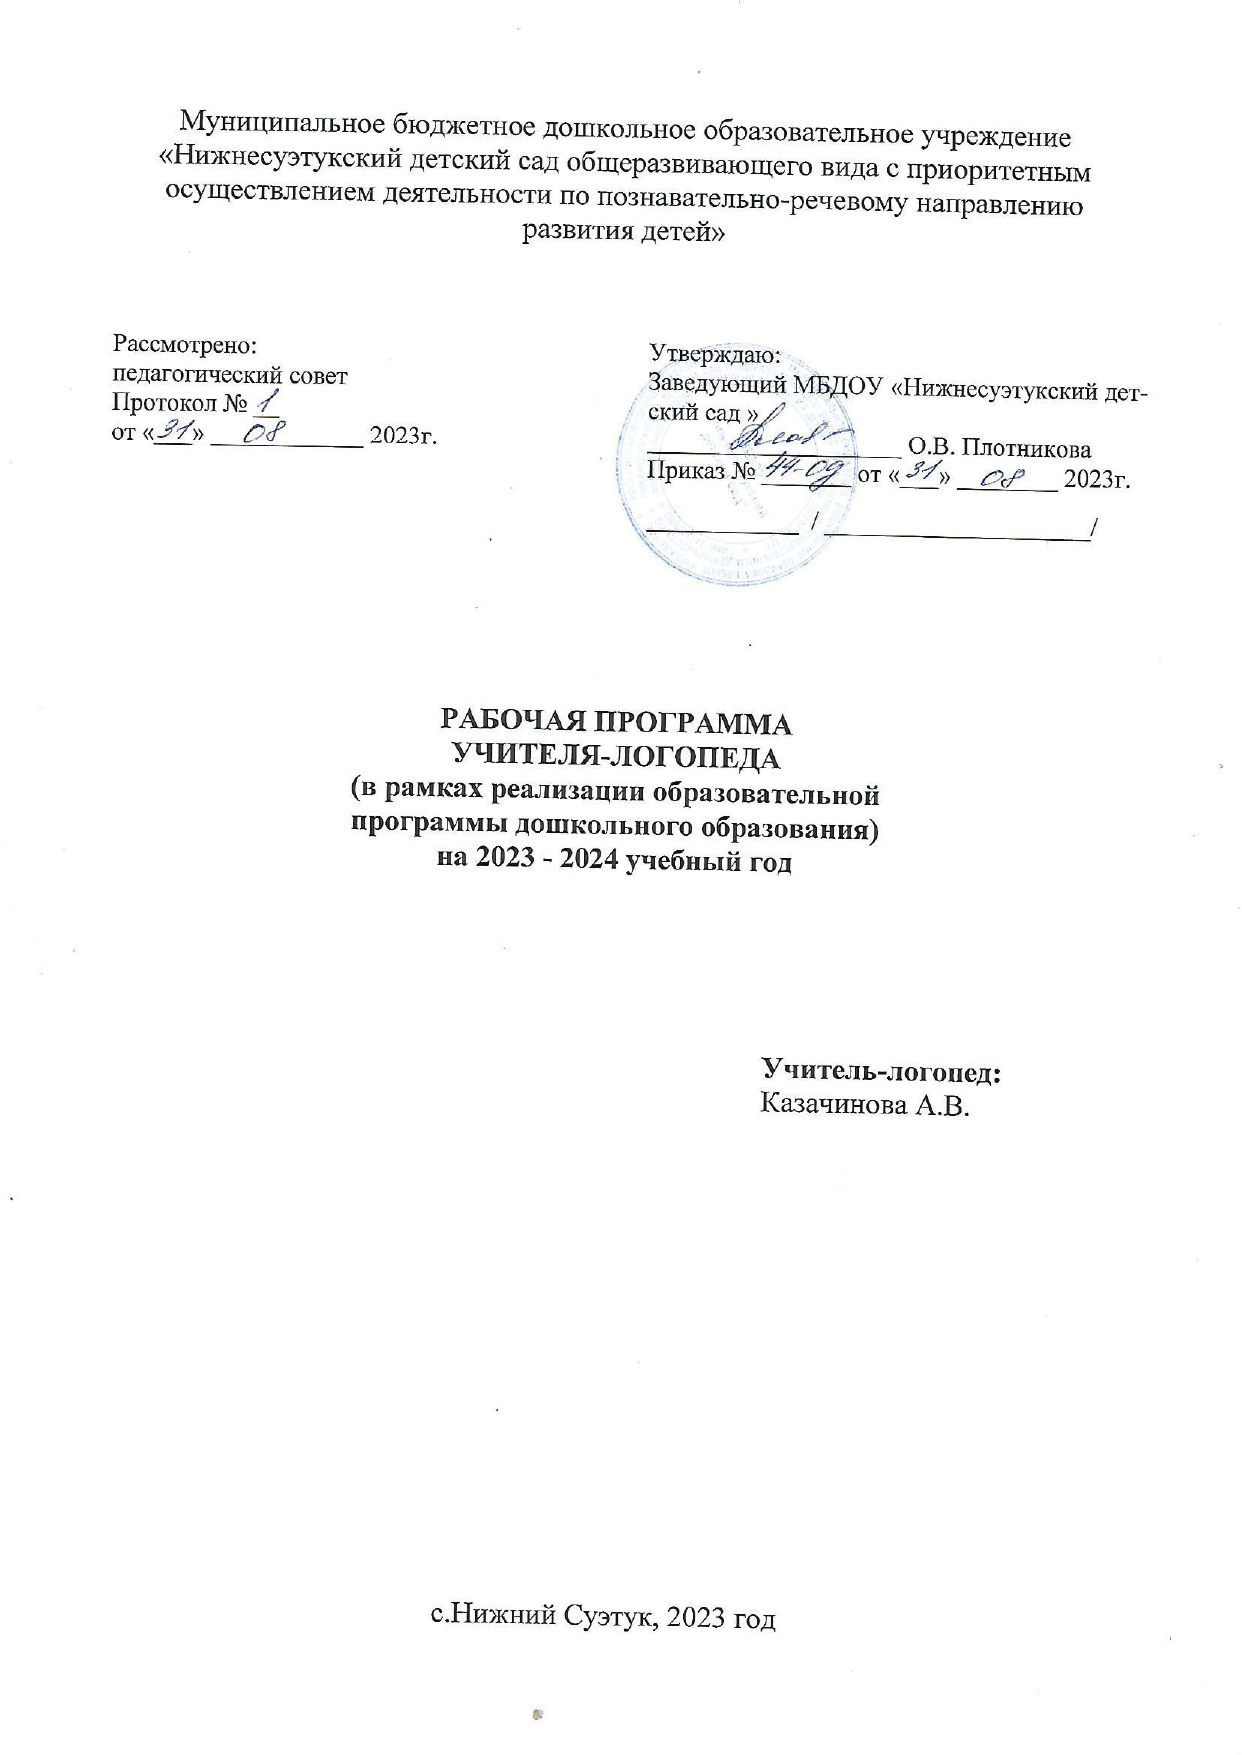 Муниципальное бюджетное дошкольное образовательное учреждение
«Нижнесуэтукский детский сад общеразвивающего вида с приоритетным
осуществлением деятельности по познавательно-речевому направлению
развития детей»
Рассмотрено:
педагогический совет
Протокол № 1
от «31» 08 2023г.
Утверждаю:
Заведующий МБДОУ «Нижнесуэтукский дет-
ский сад »
О.В. Плотникова
Приказ № 44-од от «31» 08 2023г.
/ /
РАБОЧАЯ ПРОГРАММА
УЧИТЕЛЯ-ЛОГОПЕДА
(в рамках реализации образовательной
программы дошкольного образования)
на 2023 - 2024 учебный год
Учитель-логопед:
Казачинова А.В.
с.Нижний Суэтук, 2023 год